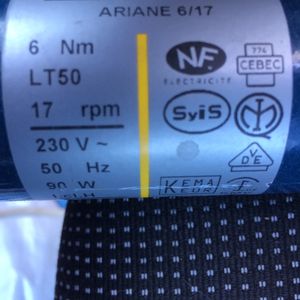 ARIANE 6/17
6 Nm
LT50
17 rpm
230 V ~
50 Hz
90 W
NF
ELECTRICITE
774
CEBEC
SyiS
VDE
KEMA
KEUR